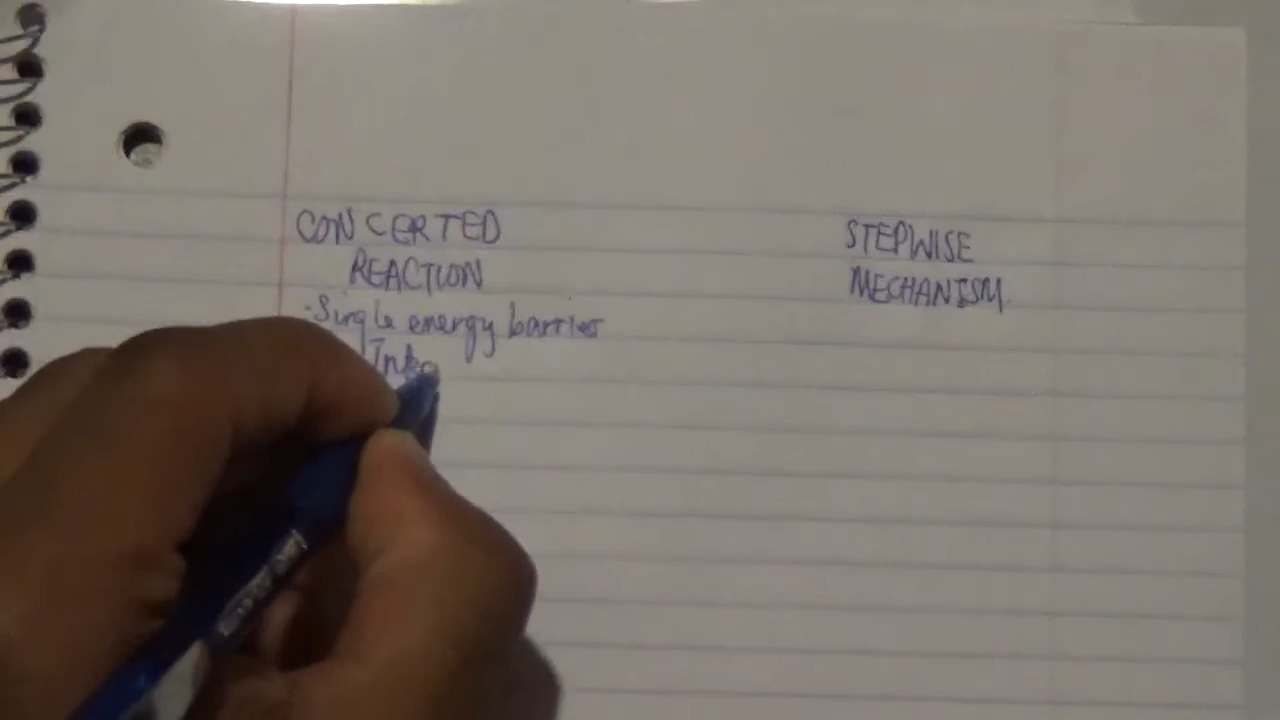 CONCERTED
REACTION
STEPWISE
MECHANISM
·Single energy barrier